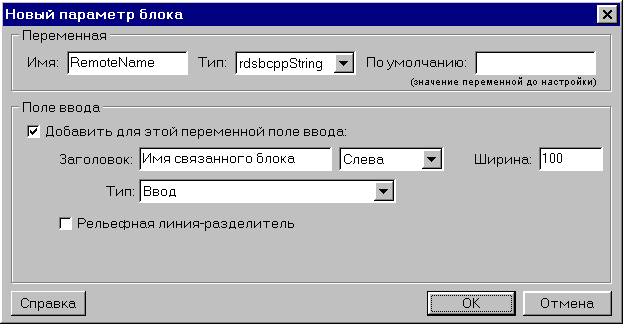 Новый параметр блока
Переменная
Имя: RemoteName Тип: rdsbcppString По умолчанию:
(значение переменной до настройки)
Поле ввода
Добавить для этой переменной поле ввода:
Заголовок: Имя связанного блока Слева Ширина: 100
Тип: Ввод
Рельефная линия-разделитель
Справка OK Отмена